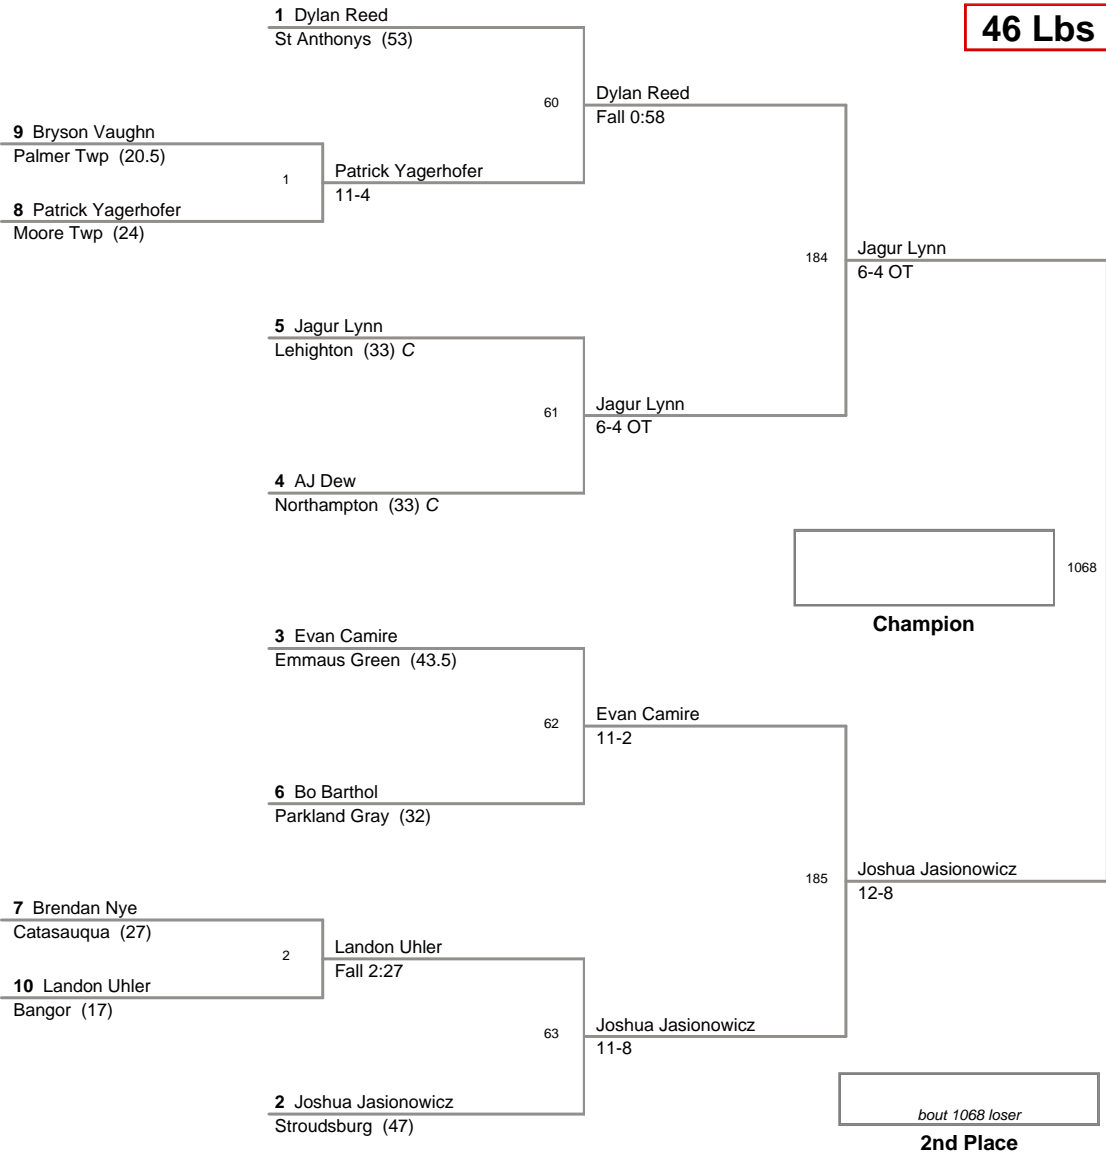 1 Dylan Reed
St Anthonys (53)
46 Lbs
60
Dylan Reed
Fall 0:58
9 Bryson Vaughn
Palmer Twp (20.5)
1
Patrick Yagerhofer
11-4
8 Patrick Yagerhofer
Moore Twp (24)
184
Jagur Lynn
6-4 OT
5 Jagur Lynn
Lehighton (33) C
61
Jagur Lynn
6-4 OT
4 AJ Dew
Northampton (33) C
1068
Champion
3 Evan Camire
Emmaus Green (43.5)
62
Evan Camire
11-2
6 Bo Barthol
Parkland Gray (32)
185
Joshua Jasionowicz
12-8
7 Brendan Nye
Catasauqua (27)
2
Landon Uhler
Fall 2:27
10 Landon Uhler
Bangor (17)
63
Joshua Jasionowicz
11-8
2 Joshua Jasionowicz
Stroudsburg (47)
bout 1068 loser
2nd Place